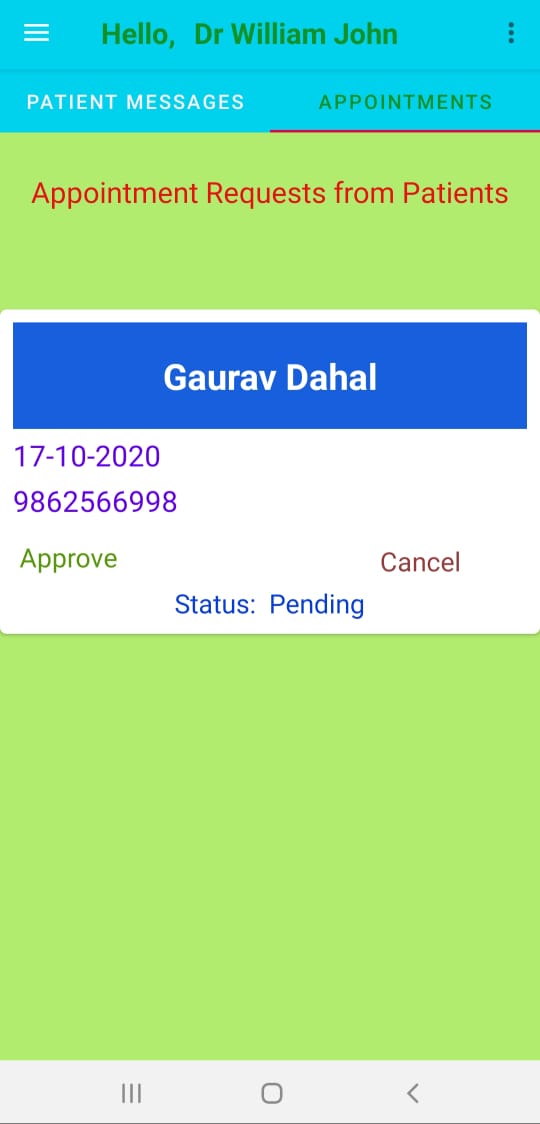 Hello, Dr William John
PATIENT MESSAGES APPOINTMENTS
Appointment Requests from Patients
Gaurav Dahal
17-10-2020
9862566998
Approve Cancel
Status: Pending